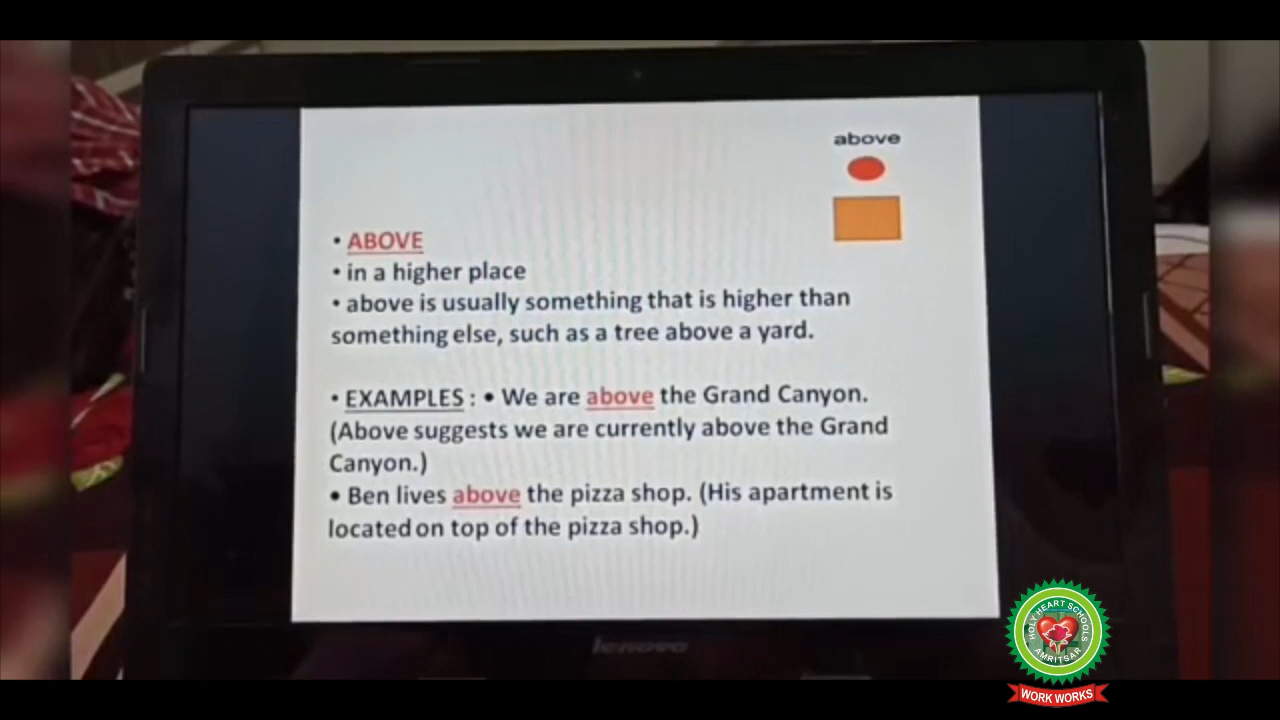 above
• ABOVE
• in a higher place
• above is usually something that is higher than
something else, such as a tree above a yard.
• EXAMPLES : • We are above the Grand Canyon.
(Above suggests we are currently above the Grand
Canyon.)
• Ben lives above the pizza shop. (His apartment is
located on top of the pizza shop.)
lenovo
HOLY HEART SCHOOLS
AMRITSAR
WORK WORKS